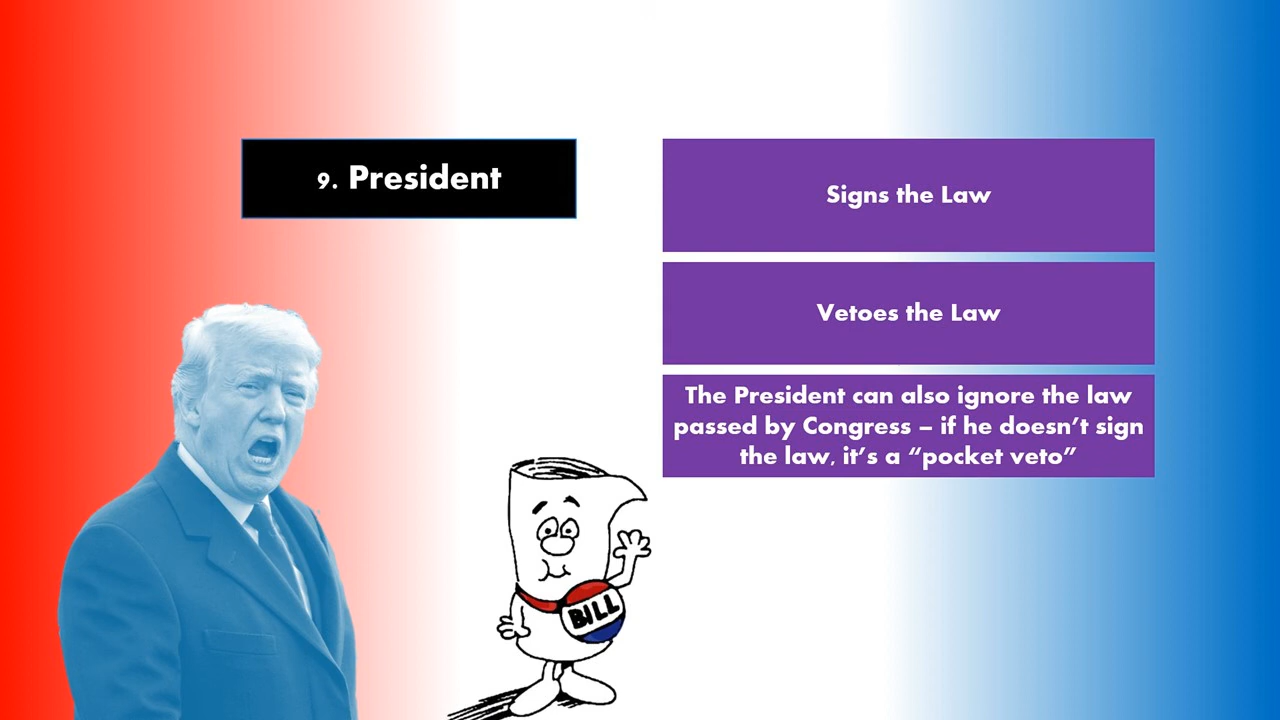 9. President
Signs the Law
Vetoes the Law
The President can also ignore the law
passed by Congress – if he doesn’t sign
the law, it’s a “pocket veto”
BILL